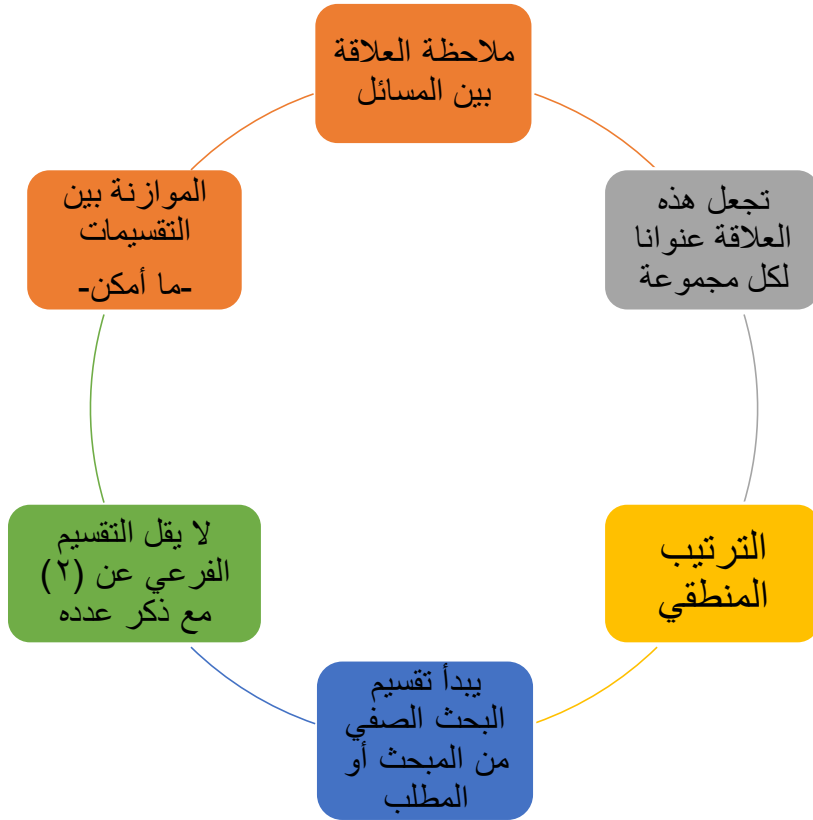 ملاحظة العلاقة
بين المسائل
تجعل هذه
العلاقة عنوانا
لكل مجموعة
الترتيب
المنطقي
يبدأ تقسيم
البحث الصفي
من المبحث أو
المطلب
لا يقل التقسيم
الفرعي عن (٢)
مع ذكر عدده
الموازنة بين
التقسيمات
-ما أمكن-